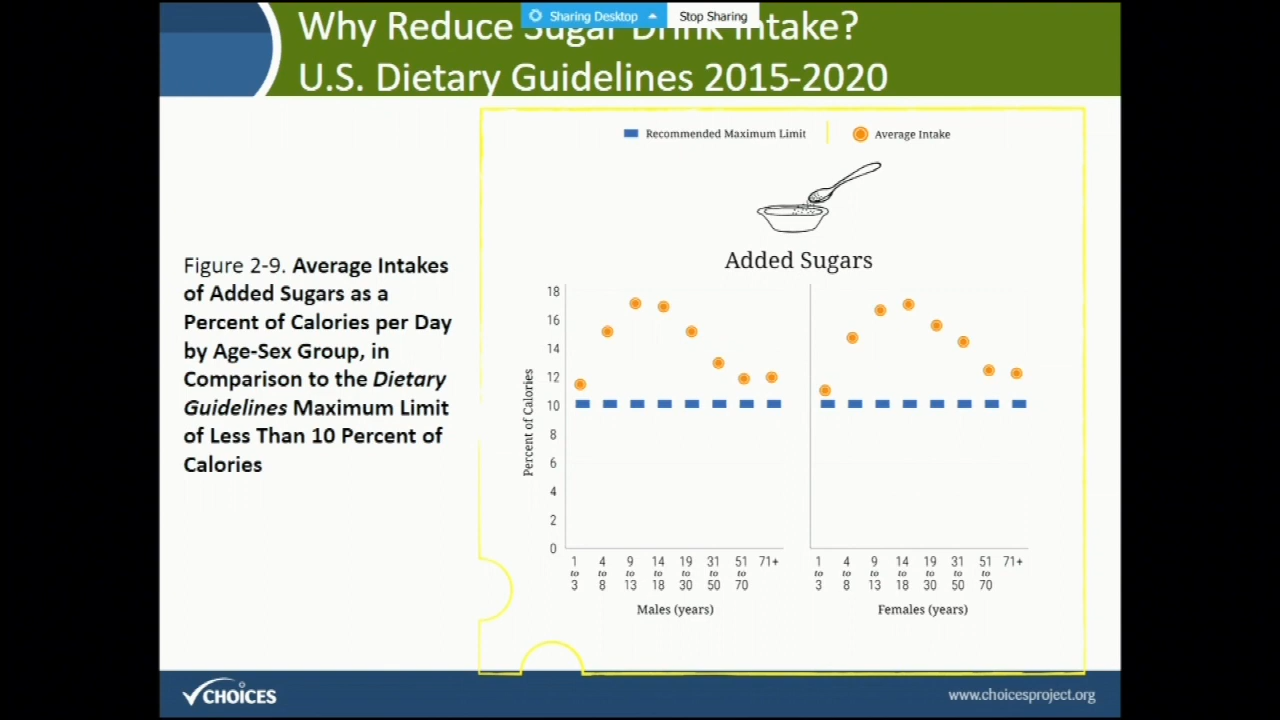 Sharing Desktop
Stop Sharing
Why Reduce Sugar Drink Intake?
U.S. Dietary Guidelines 2015-2020
Recommended Maximum Limit
Average Intake
Added Sugars
Figure 2-9. Average Intakes
of Added Sugars as a
Percent of Calories per Day
by Age-Sex Group, in
Comparison to the Dietary
Guidelines Maximum Limit
of Less Than 10 Percent of
Calories
Percent of Calories
18
16
14
12
10
8
6
4
2
0
1 to 3
4 to 8
9 to 13
14 to 18
19 to 30
31 to 50
51 to 70
71+
Males (years)
1 to 3
4 to 8
9 to 13
14 to 18
19 to 30
31 to 50
51 to 70
71+
Females (years)
CHOICES
www.choicesproject.org